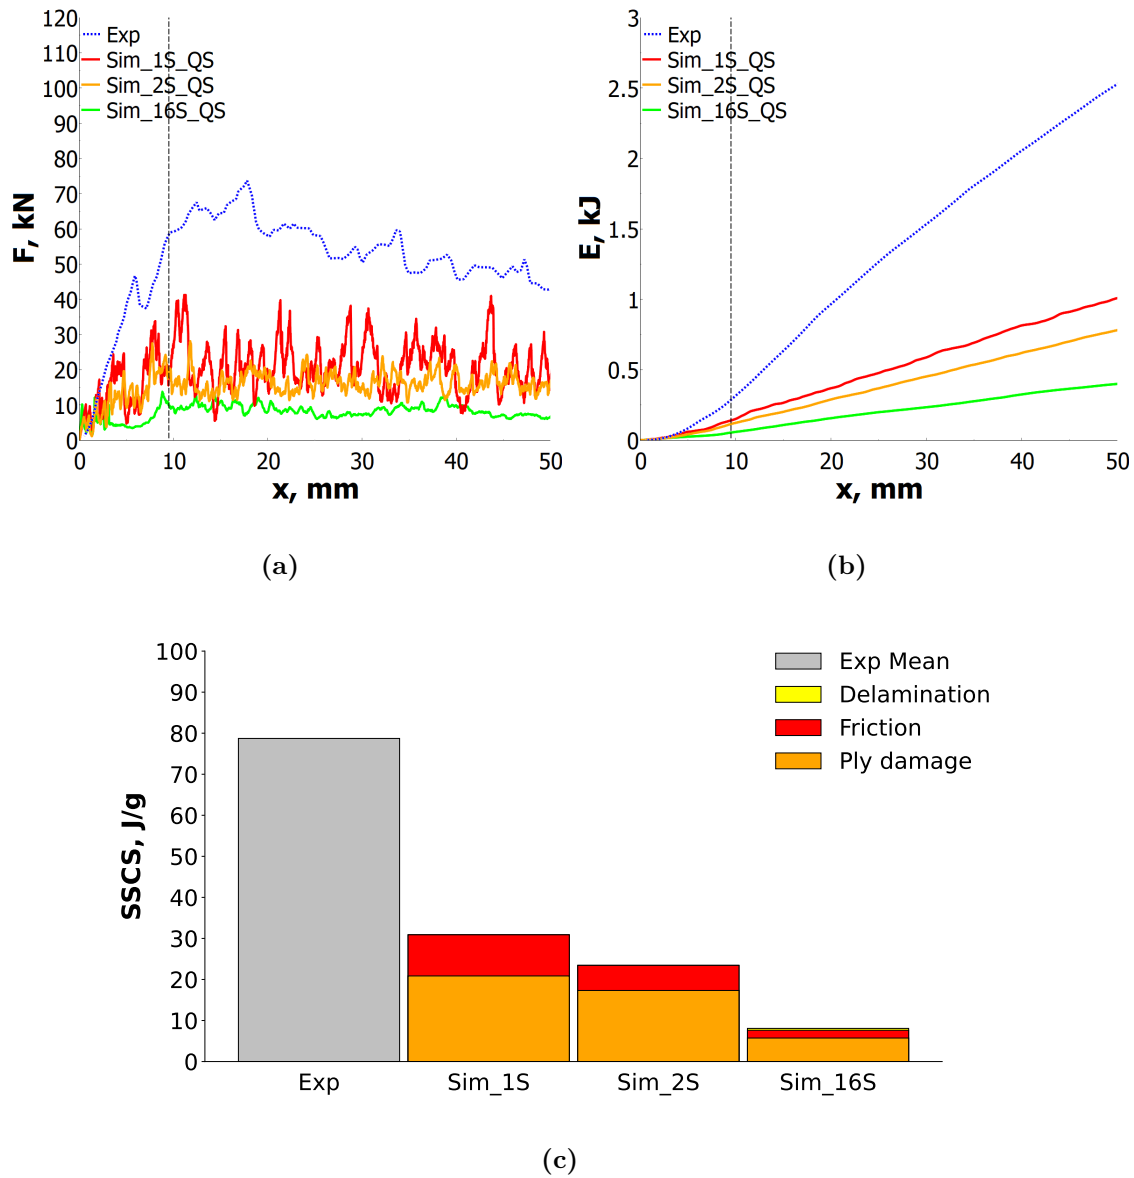 120
110
100
90
80
70
60
50
40
30
20
10
0
F, kN
Exp
Sim_1S_QS
Sim_2S_QS
Sim_16S_QS
0 10 20 30 40 50
x, mm
(a)
3
2.5
2
1.5
1
0.5
0
E, kJ
Exp
Sim_1S_QS
Sim_2S_QS
Sim_16S_QS
0 10 20 30 40 50
x, mm
(b)
100
90
80
70
60
50
40
30
20
10
0
SSCS, J/g
Exp Mean
Delamination
Friction
Ply damage
Exp Sim_1S Sim_2S Sim_16S
(c)